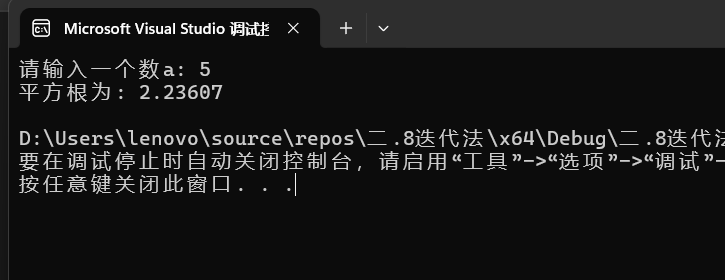 Microsoft Visual Studio 调试控
请输入一个数a: 5
平方根为: 2.23607
D:\Users\lenovo\source\repos\二.8迭代法\x64\Debug\二.8迭代法
要在调试停止时自动关闭控制台，请启用“工具”->“选项”->“调试”-
按任意键关闭此窗口. . .